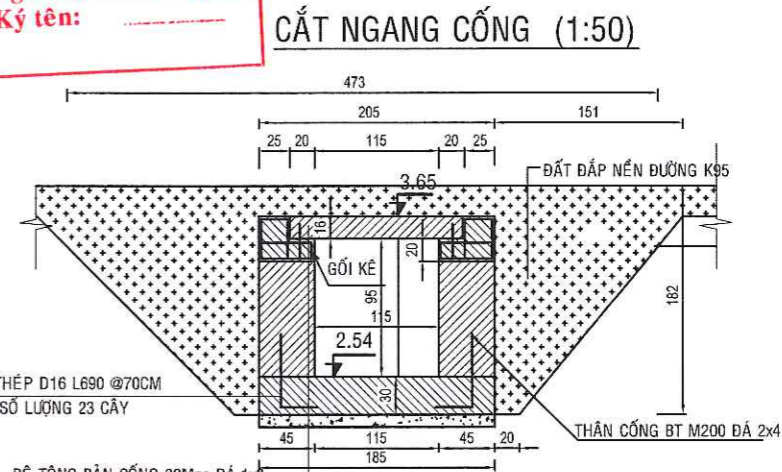 Ký tên:
CẮT NGANG CỐNG (1:50)
473
205 151
25 20 115 20 25
ĐẤT ĐẮP NỀN ĐƯỜNG K95
3.65
16
20
GỐI KÊ
95
115
182
2.54
THÉP D16 L690 @70CM
SỐ LƯỢNG 23 CÂY
30
THÂN CỐNG BT M200 ĐÁ 2x4
45 115 45 20
185